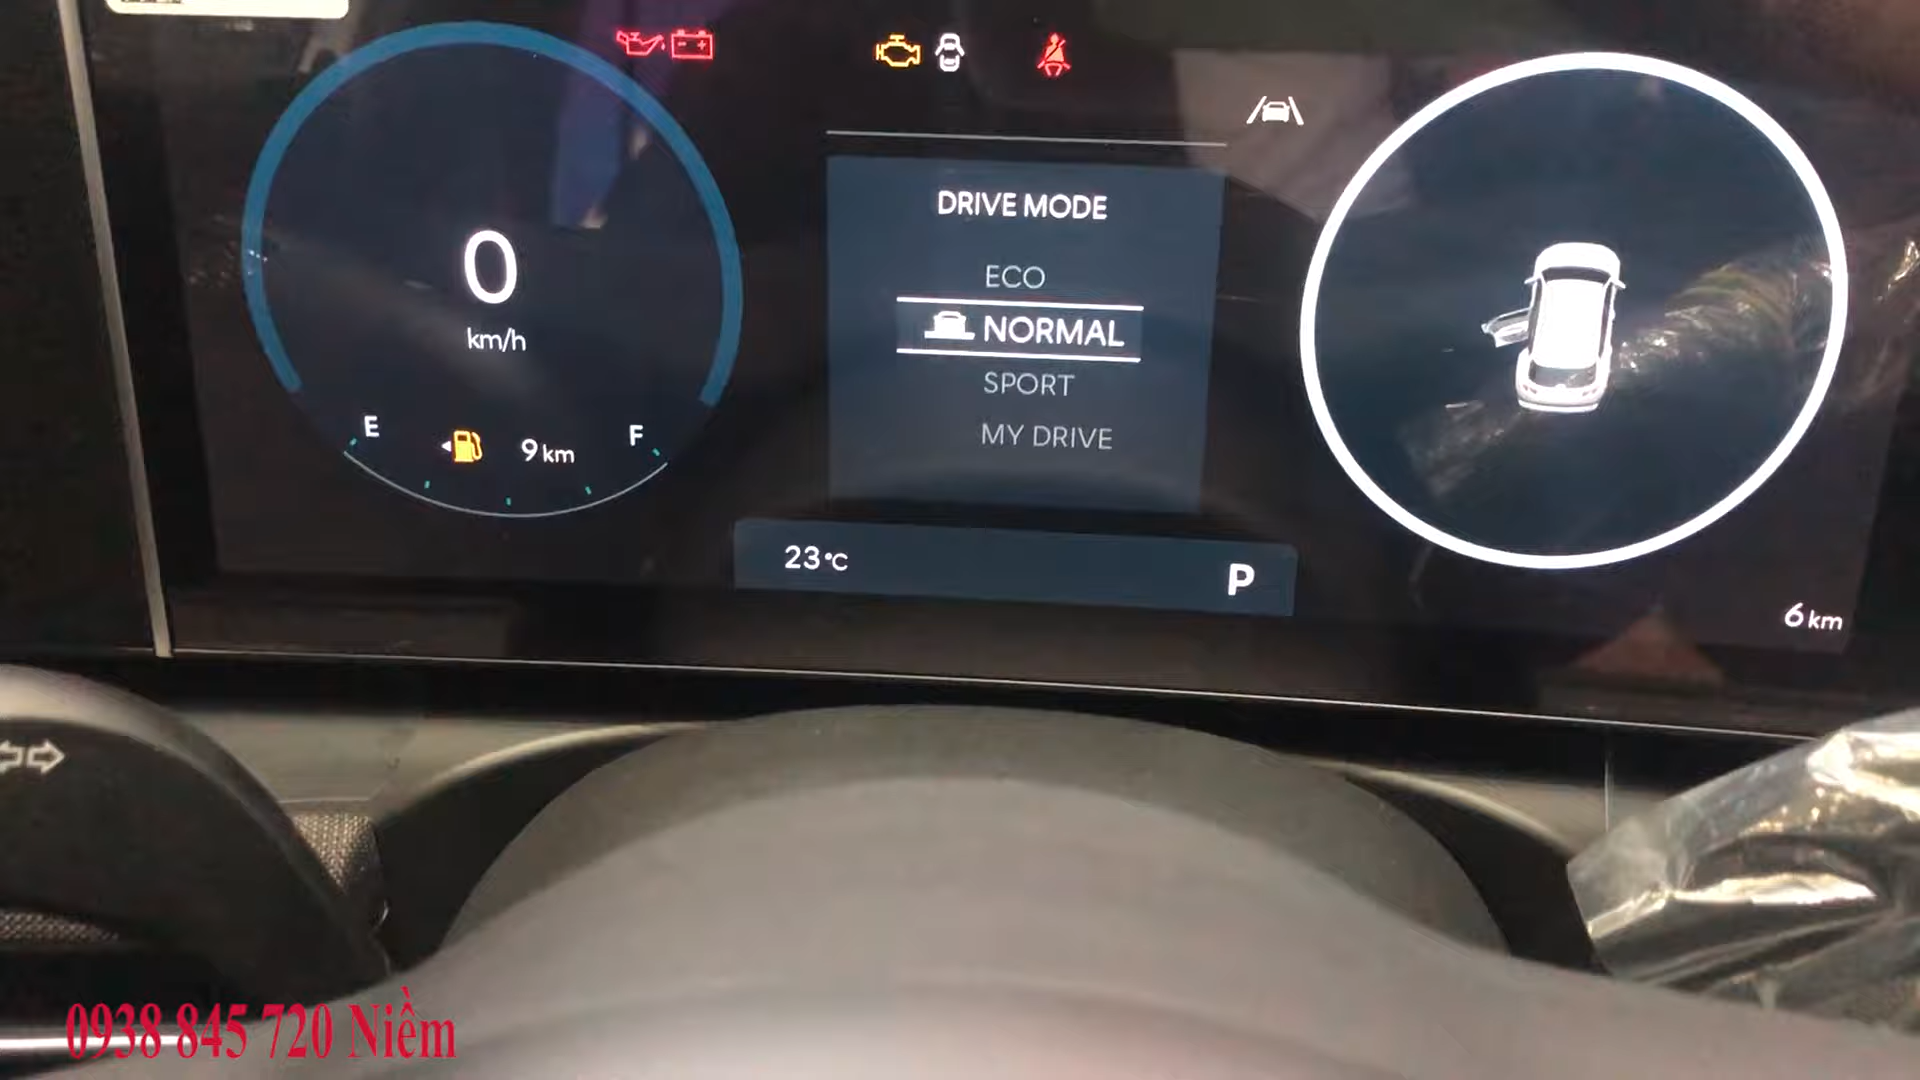 DRIVE MODE
ECO
NORMAL
SPORT
MY DRIVE
0
km/h
E
9 km
F
23°C
P
6 km
0938 845 720 Niềm